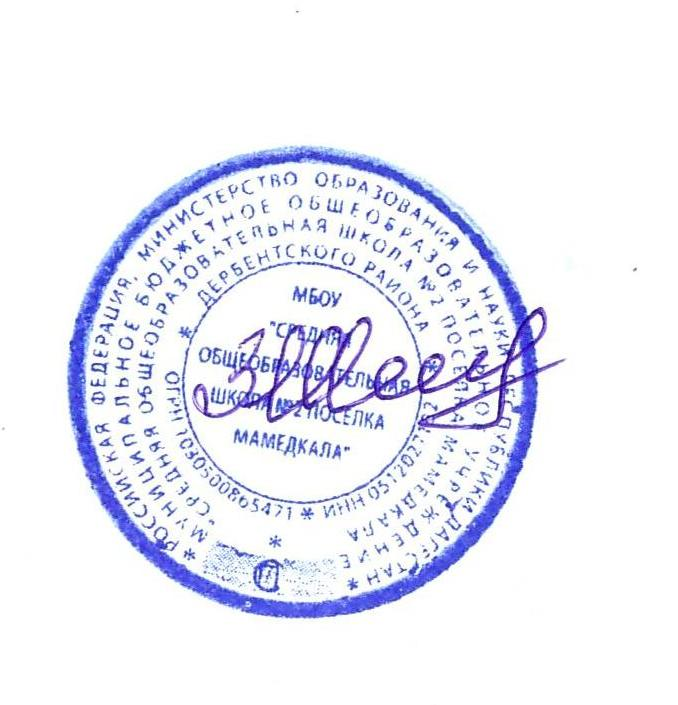 * РОССИЙСКАЯ ФЕДЕРАЦИЯ, МИНИСТЕРСТВО ОБРАЗОВАНИЯ И НАУКИ РЕСПУБЛИКИ ДАГЕСТАН *
* МУНИЦИПАЛЬНОЕ БЮДЖЕТНОЕ ОБЩЕОБРАЗОВАТЕЛЬНОЕ УЧРЕЖДЕНИЕ
"СРЕДНЯЯ ОБЩЕОБРАЗОВАТЕЛЬНАЯ ШКОЛА №2 ПОСЕЛКА МАМЕДКАЛА
* ДЕРБЕНТСКОГО РАЙОНА *
ОГРН * ИНН
МБОУ
"СРЕДНЯЯ
ОБЩЕОБРАЗОВАТЕЛЬНАЯ
ШКОЛА №2 ПОСЕЛКА
МАМЕДКАЛА"